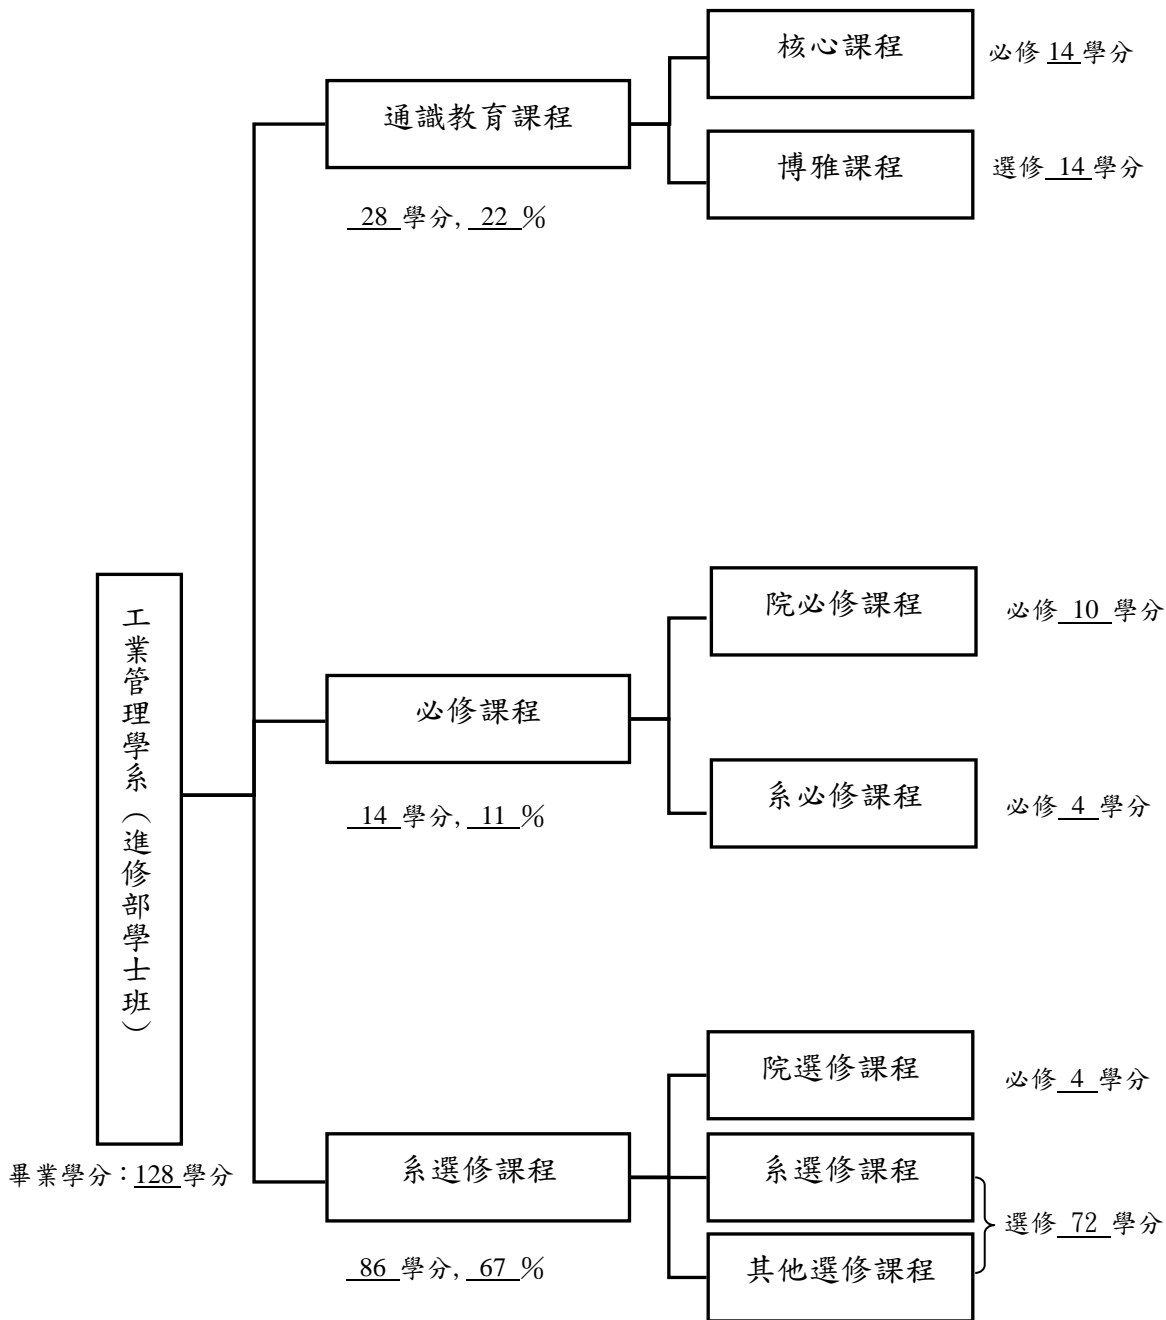 核心課程
必修 14 學分
通識教育課程
博雅課程
選修 14 學分
28 學分, 22 %
工業管理學系（進修部學士班）
院必修課程
必修 10 學分
必修課程
系必修課程
必修 4 學分
14 學分, 11 %
院選修課程
必修 4 學分
畢業學分：128 學分
系選修課程
系選修課程
選修 72 學分
86 學分, 67 %
其他選修課程